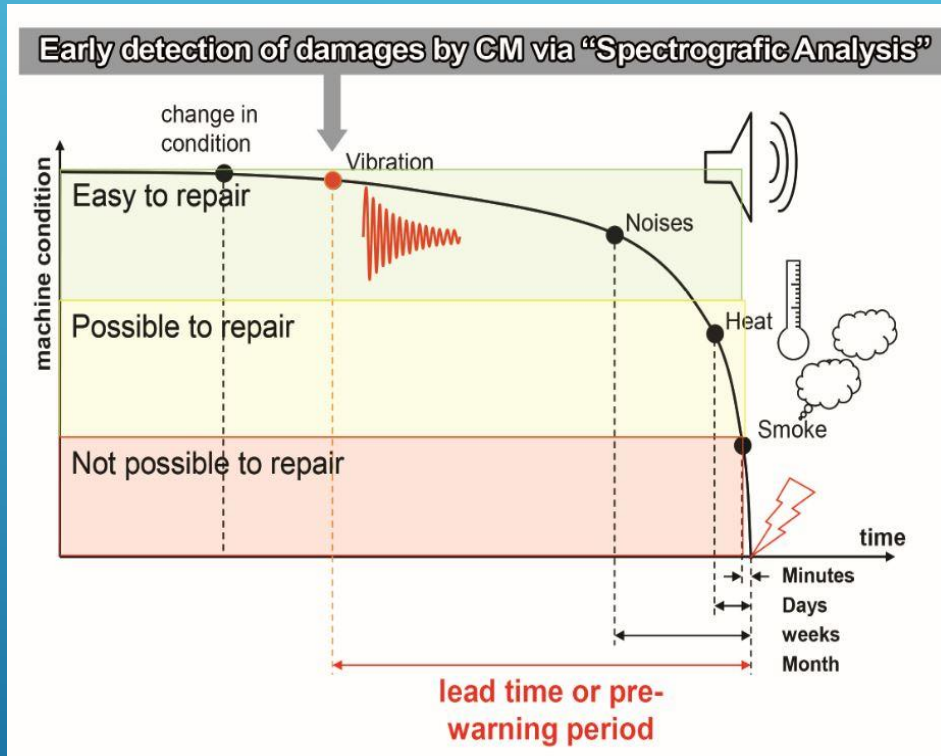 Early detection of damages by CM via “Spectrografic Analysis”
change in
condition
Vibration
machine condition
Easy to repair
Noises
Possible to repair
Heat
Smoke
Not possible to repair
time
Minutes
Days
weeks
Month
lead time or pre-
warning period